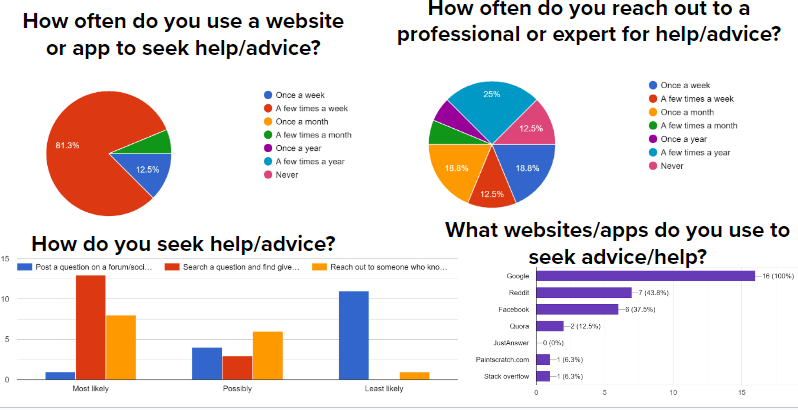 How often do you use a website
or app to seek help/advice?
81.3%
12.5%
Once a week
A few times a week
Once a month
A few times a month
Once a year
A few times a year
Never
How often do you reach out to a
professional or expert for help/advice?
25%
12.5%
18.8%
12.5%
18.8%
Once a week
A few times a week
Once a month
A few times a month
Once a year
A few times a year
Never
How do you seek help/advice?
15
Post a question on a forum/soci... Search a question and find give... Reach out to someone who kno...
10
5
0
Most likely Possibly Least likely
What websites/apps do you use to
seek advice/help?
Google 16 (100%)
Reddit 7 (43.8%)
Facebook 6 (37.5%)
Quora 2 (12.5%)
JustAnswer 0 (0%)
Paintscratch.com 1 (6.3%)
Stack overflow 1 (6.3%)
0 5 10 15